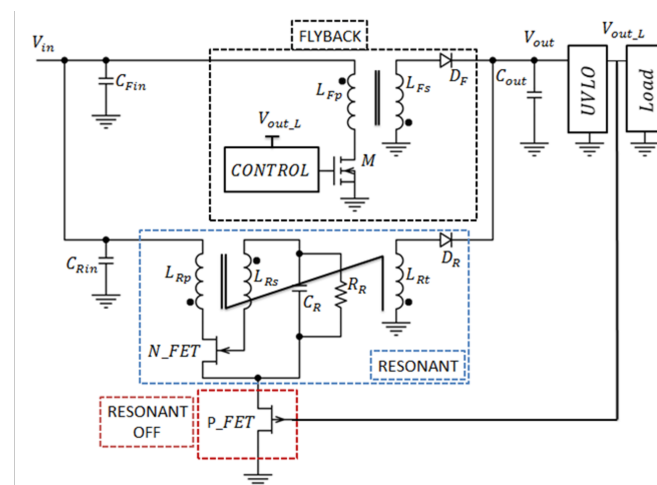 FLYBACK
V_in
V_out
V_out_L
C_Fin
L_Fp
L_Fs
D_F
C_out
UVLO
Load
V_out_L
M
CONTROL
C_Rin
L_Rp
L_Rs
C_R
R_R
L_Rt
D_R
N_FET
RESONANT
RESONANT
OFF
P_FET